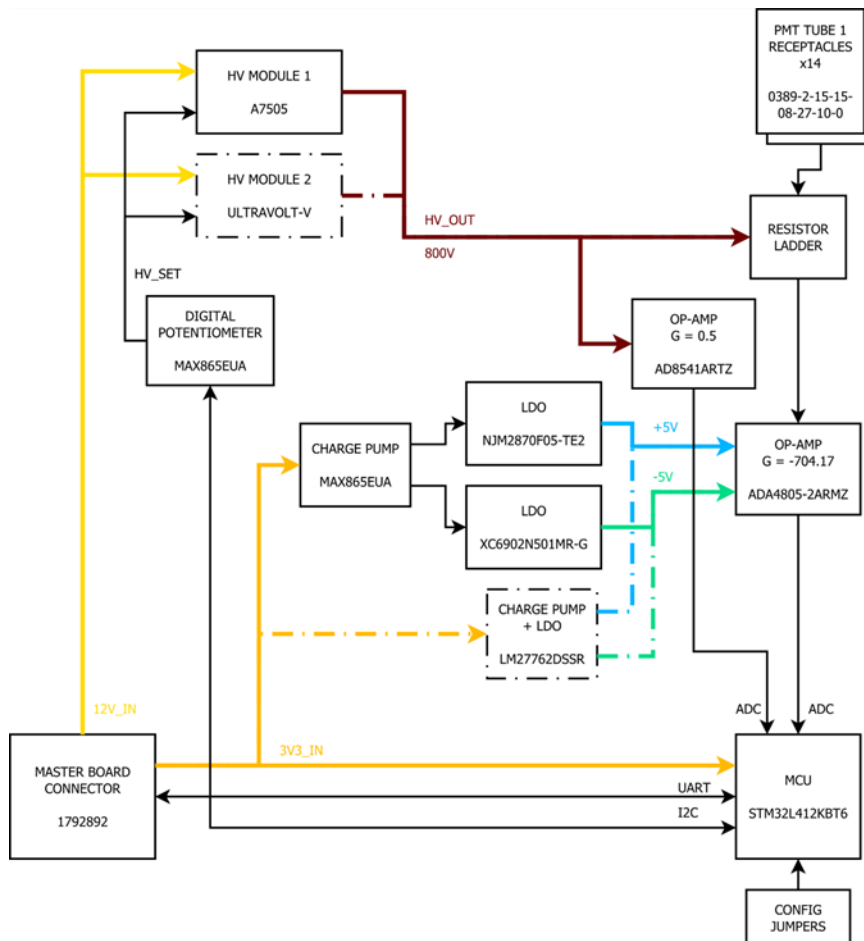 PMT TUBE 1
RECEPTACLES
x14
0389-2-15-15-
08-27-10-0
HV MODULE 1
A7505
HV MODULE 2
ULTRAVOLT-V
HV_OUT
800V
RESISTOR
LADDER
HV_SET
DIGITAL
POTENTIOMETER
MAX865EUA
OP-AMP
G = 0.5
AD8541ARTZ
LDO
NJM2870F05-TE2
+5V
CHARGE PUMP
MAX865EUA
OP-AMP
G = -704.17
ADA4805-2ARMZ
-5V
LDO
XC6902N501MR-G
CHARGE PUMP
+ LDO
LM27762DSSR
12V_IN
ADC
ADC
3V3_IN
MASTER BOARD
CONNECTOR
1792892
UART
I2C
MCU
STM32L412KBT6
CONFIG
JUMPERS